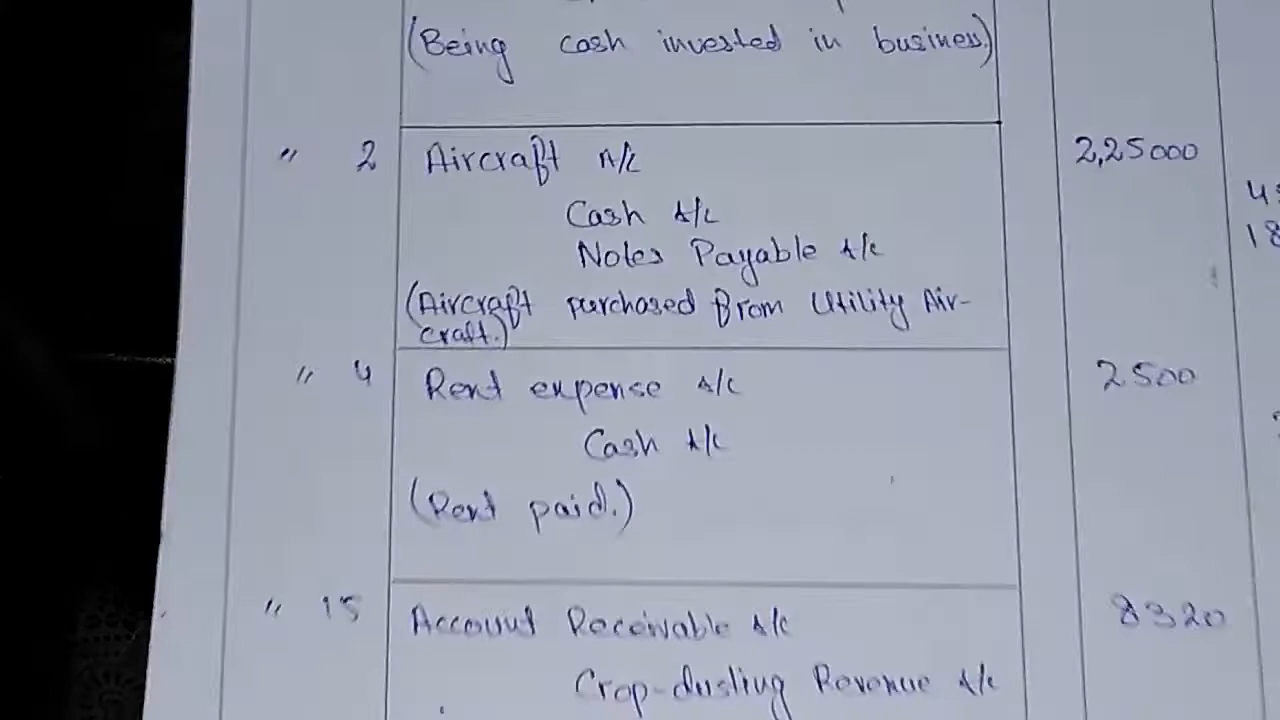 (Being cash invested in business.)
" 2 Aircraft A/c 2,25000
Cash A/c
Notes Payable A/c
(Aircraft purchased from Utility Air-
craft.)
" 4 Rent expense A/c 2500
Cash A/c
(Rent paid.)
" 15 Account Receivable A/c 8320
Crop-dusting Revenue A/c